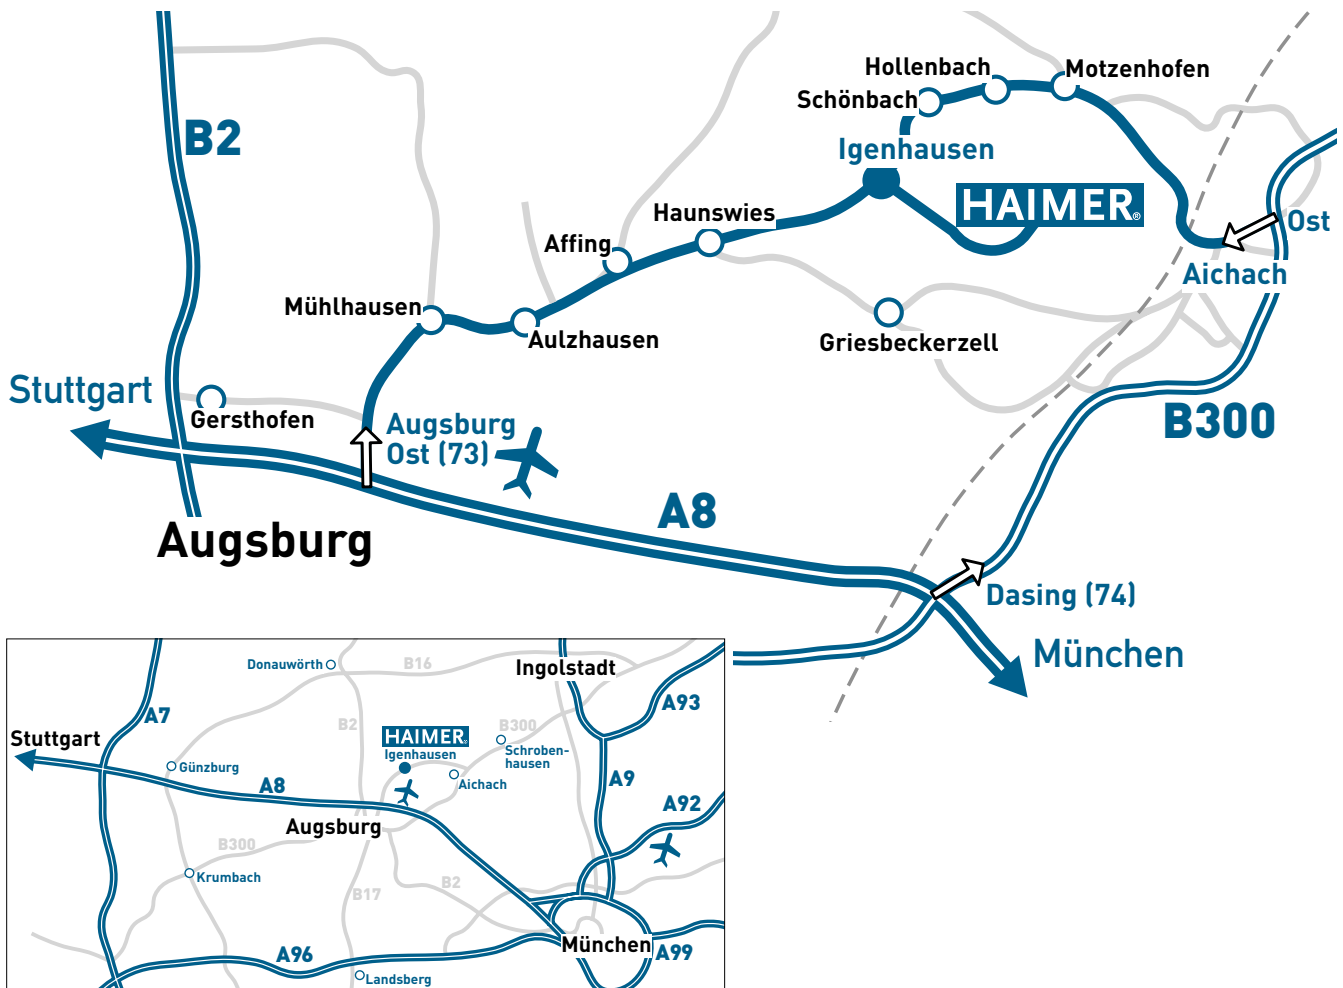 Hollenbach
Motzenhofen
Schönbach
B2
Igenhausen
HAIMER®
Haunswies
Ost
Affing
Aichach
Mühlhausen
Aulzhausen
Griesbeckerzell
Stuttgart
Gersthofen
Augsburg
Ost (73)
B300
A8
Augsburg
Dasing (74)
München
Donauwörth
B16
Ingolstadt
A7
A93
B2
B300
HAIMER®
Stuttgart
Igenhausen
Schroben-
hausen
Günzburg
Aichach
A8
A9
A92
Augsburg
B300
Krumbach
B2
B17
München
A96
A99
Landsberg